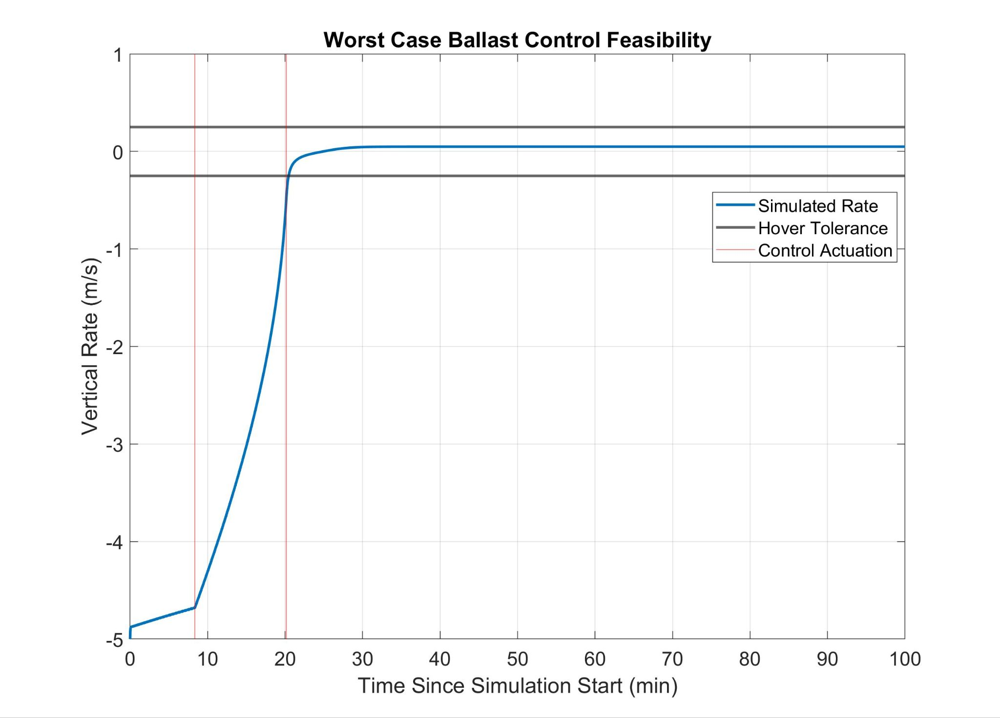 Worst Case Ballast Control Feasibility
1
0
-1
-2
-3
-4
-5
Vertical Rate (m/s)
Simulated Rate
Hover Tolerance
Control Actuation
0 10 20 30 40 50 60 70 80 90 100
Time Since Simulation Start (min)